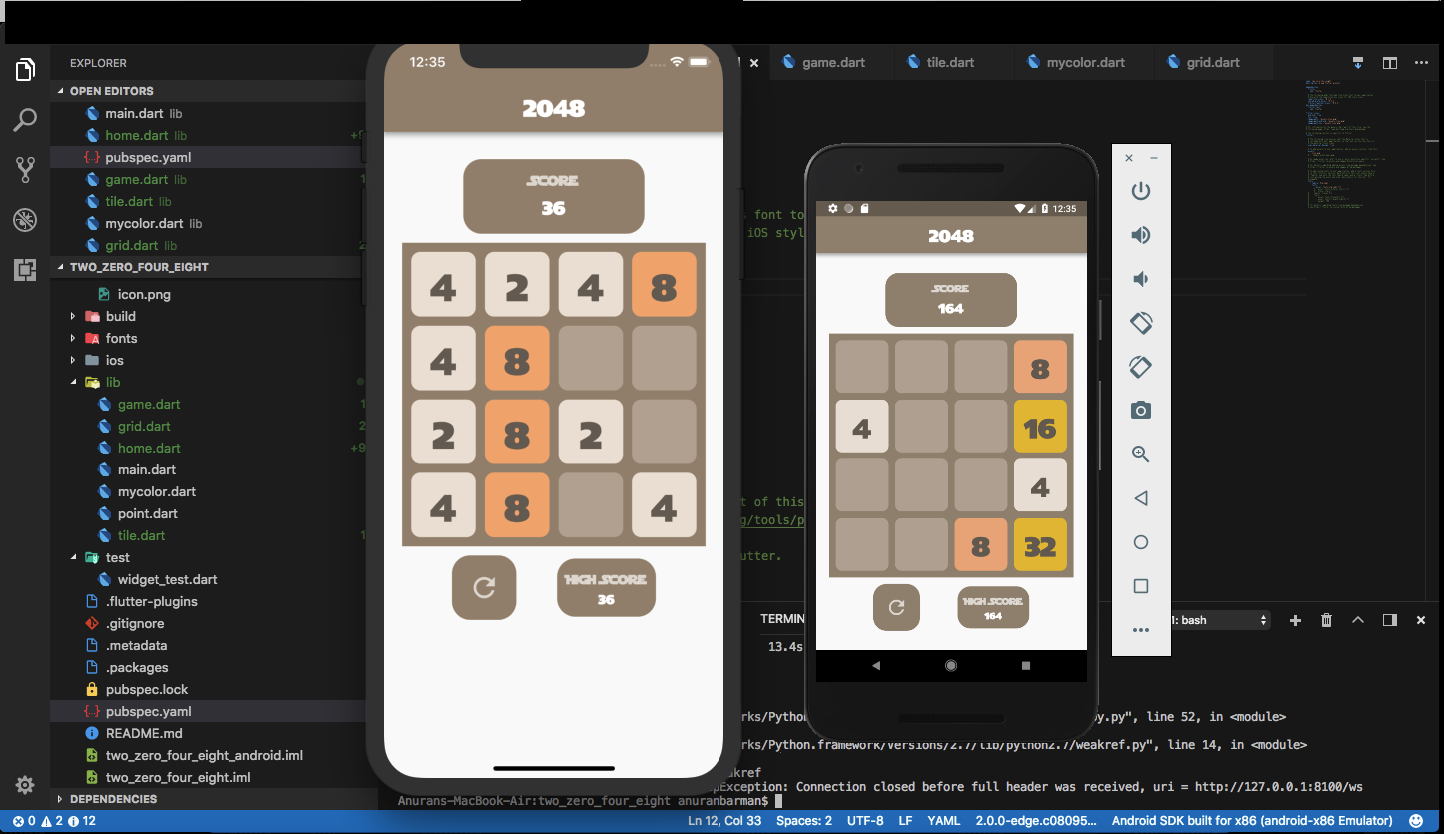 EXPLORER
OPEN EDITORS
main.dart lib
home.dart lib
pubspec.yaml
game.dart lib 1
tile.dart lib
mycolor.dart lib
grid.dart lib 2
TWO_ZERO_FOUR_EIGHT
icon.png
build
fonts
ios
lib
game.dart 1
grid.dart 2
home.dart +9
main.dart
mycolor.dart
point.dart
tile.dart 1
test
widget_test.dart
.flutter-plugins
.gitignore
.metadata
.packages
pubspec.lock
pubspec.yaml
README.md
two_zero_four_eight_android.iml
two_zero_four_eight.iml
DEPENDENCIES
12:35
2048
SCORE
36
4 2 4 8
4 8
2 8 2
4 8 4
HIGH SCORE
36
game.dart tile.dart mycolor.dart grid.dart
font to
iOS styl
t of this
g/tools/p
utter.
12:35
2048
SCORE
164
8
4 16
4
8 32
HIGH SCORE
164
TERMIN
1: bash
13.4s
rks/Python
py.py", line 52, in <module>
rks/Python.framework/Versions/2.7/lib/python2.7/weakref.py", line 14, in <module>
akref
pException: Connection closed before full header was received, uri = http://127.0.0.1:8100/ws
Anurans-MacBook-Air:two_zero_four_eight anuranbarman$
0 2 12 Ln 12, Col 33 Spaces: 2 UTF-8 LF YAML 2.0.0-edge.c08095... Android SDK built for x86 (android-x86 Emulator)